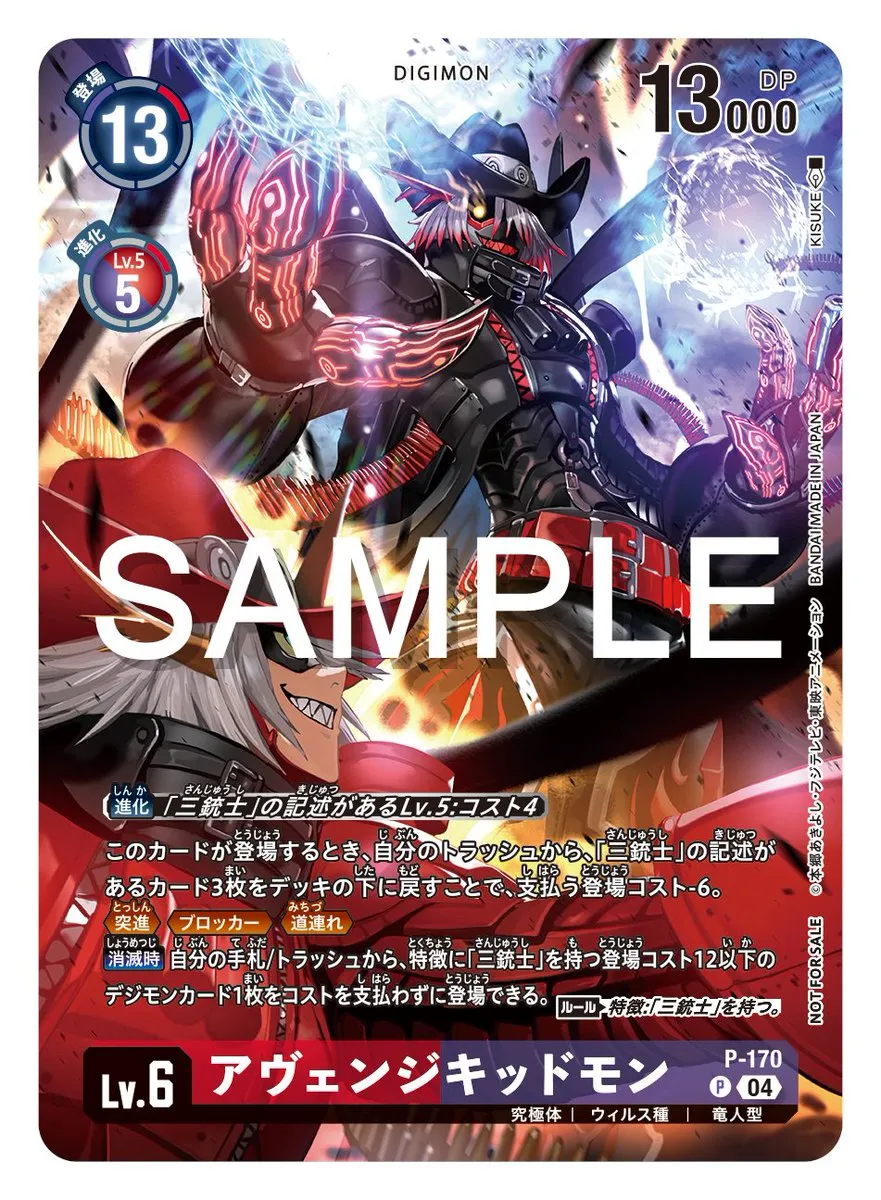 登場
13
DIGIMON
13000
DP
進化
Lv.5
5
KISUKE
SAMPLE
進化 「三銃士」の記述があるLv.5:コスト4
このカードが登場するとき、自分のトラッシュから、「三銃士」の記述が
あるカード3枚をデッキの下に戻すことで、支払う登場コスト-6。
突進 ブロッカー 道連れ
消滅時 自分の手札/トラッシュから、特徴に「三銃士」を持つ登場コスト12以下の
デジモンカード1枚をコストを支払わずに登場できる。
ルール 特徴:「三銃士」を持つ。
©本郷あきよし・フジテレビ・東映アニメーション BANDAI MADE IN JAPAN
NOT FOR SALE
Lv.6
アヴェンジキッドモン
P-170
P 04
究極体 | ウィルス種 | 竜人型